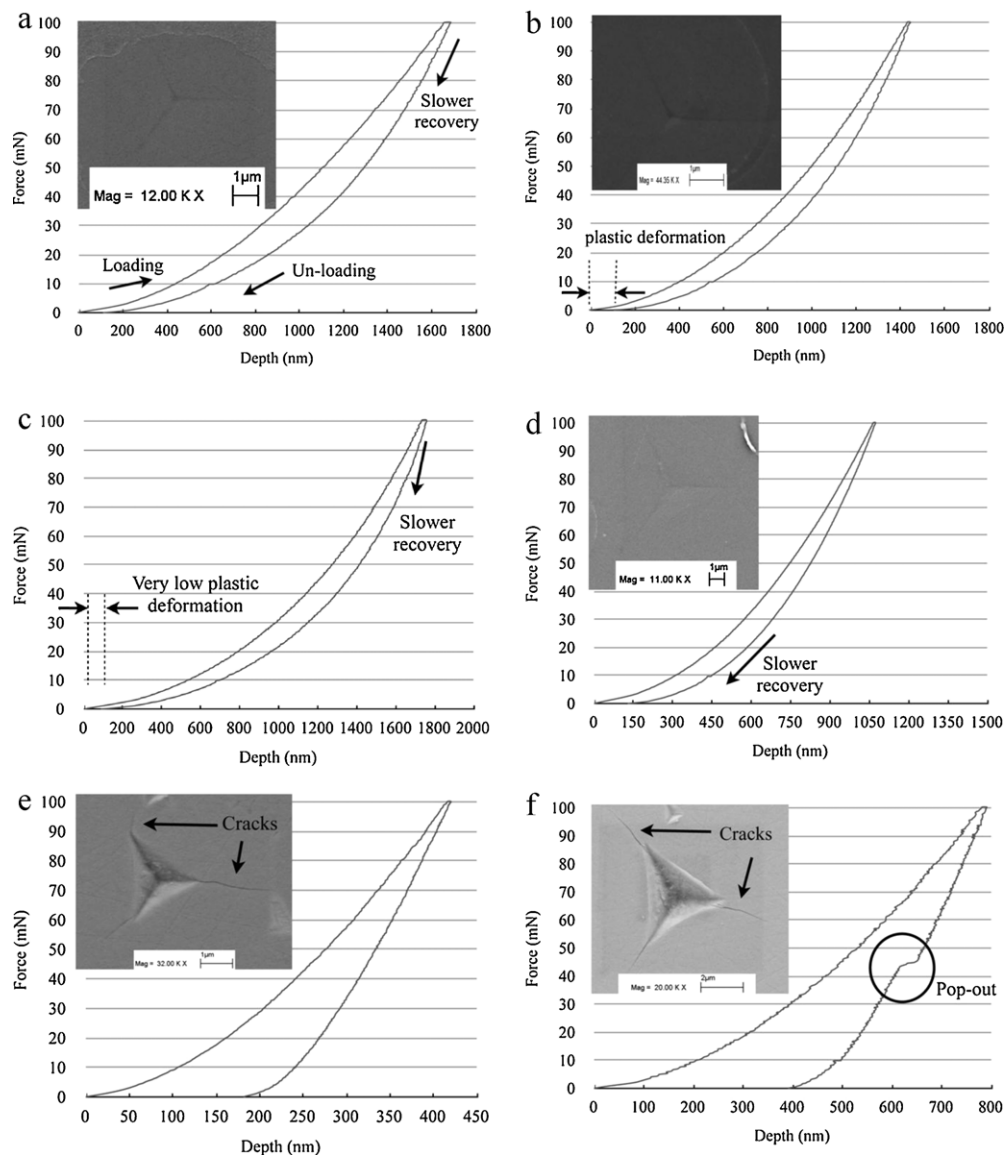 a
100
90
80
70
60
50
40
30
20
10
0
Force (mN)
Mag = 12.00 K X
1μm
Slower
recovery
Loading
Un-loading
0 200 400 600 800 1000 1200 1400 1600 1800
Depth (nm)
b
100
90
80
70
60
50
40
30
20
10
0
Force (mN)
Mag = 44.35 K X
1μm
plastic deformation
0 200 400 600 800 1000 1200 1400 1600 1800
Depth (nm)
c
100
90
80
70
60
50
40
30
20
10
0
Force (mN)
Slower
recovery
Very low plastic
deformation
0 200 400 600 800 1000 1200 1400 1600 1800 2000
Depth (nm)
d
100
90
80
70
60
50
40
30
20
10
0
Force (mN)
Mag = 11.00 K X
1μm
Slower
recovery
0 150 300 450 600 750 900 1050 1200 1350 1500
Depth (nm)
e
100
90
80
70
60
50
40
30
20
10
0
Force (mN)
Cracks
Mag = 32.00 K X
1μm
0 50 100 150 200 250 300 350 400 450
Depth (nm)
f
100
90
80
70
60
50
40
30
20
10
0
Force (mN)
Cracks
Mag = 20.00 K X
2μm
Pop-out
0 100 200 300 400 500 600 700 800
Depth (nm)